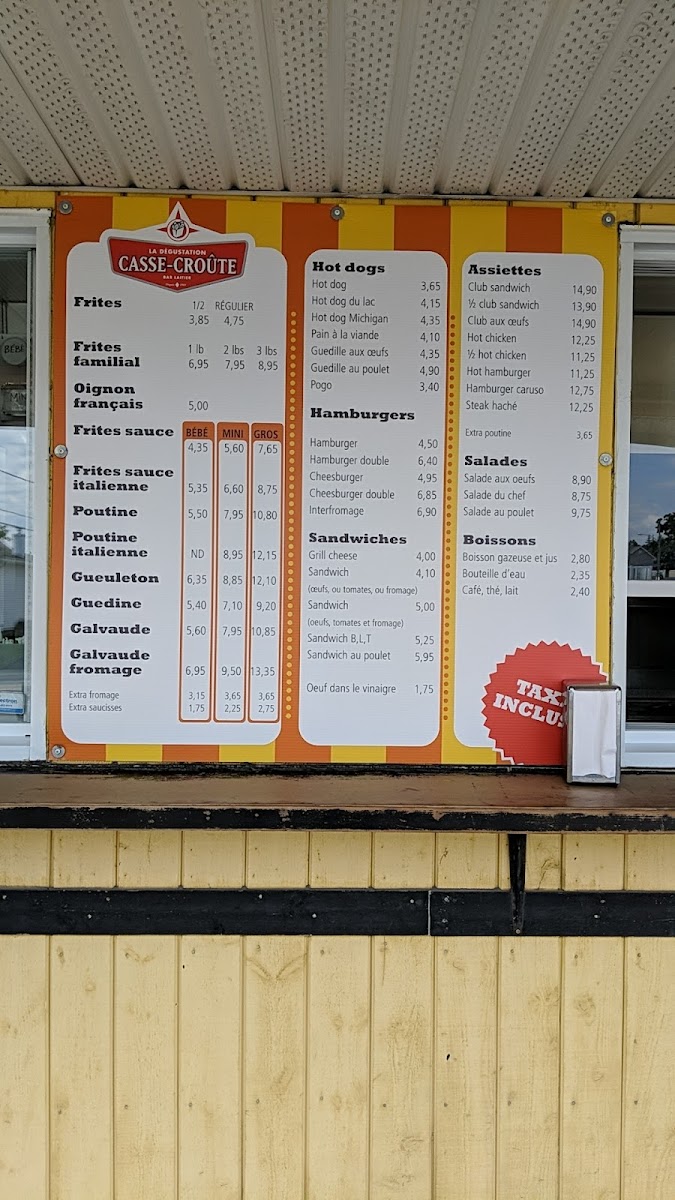 LA DÉGUSTATION
CASSE-CROÛTE
BAR LAITIER
Frites 1/2 RÉGULIER
3,85 4,75
Frites familial 1 lb 2 lbs 3 lbs
6,95 7,95 8,95
Oignon
français 5,00
Frites sauce BÉBÉ MINI GROS
4,35 5,60 7,65
Frites sauce
italienne 5,35 6,60 8,75
Poutine 5,50 7,95 10,80
Poutine
italienne ND 8,95 12,15
Gueuleton 6,35 8,85 12,10
Guedine 5,40 7,10 9,20
Galvaude 5,60 7,95 10,85
Galvaude
fromage 6,95 9,50 13,35
Extra fromage 3,15 3,65 3,65
Extra saucisses 1,75 2,25 2,75
Hot dogs
Hot dog 3,65
Hot dog du lac 4,15
Hot dog Michigan 4,35
Pain à la viande 4,10
Guedille aux œufs 4,35
Guedille au poulet 4,90
Pogo 3,40
Hamburgers
Hamburger 4,50
Hamburger double 6,40
Cheesburger 4,95
Cheesburger double 6,85
Interfromage 6,90
Sandwiches
Grill cheese 4,00
Sandwich 4,10
(œufs, ou tomates, ou fromage)
Sandwich 5,00
(oeufs, tomates et fromage)
Sandwich B,L,T 5,25
Sandwich au poulet 5,95
Oeuf dans le vinaigre 1,75
Assiettes
Club sandwich 14,90
½ club sandwich 13,90
Club aux œufs 14,90
Hot chicken 12,25
½ hot chicken 11,25
Hot hamburger 11,25
Hamburger caruso 12,75
Steak haché 12,25
Extra poutine 3,65
Salades
Salade aux oeufs 8,90
Salade du chef 8,75
Salade au poulet 9,75
Boissons
Boisson gazeuse et jus 2,80
Bouteille d'eau 2,35
Café, thé, lait 2,40
TAX
INCLUS
BÉBÉ